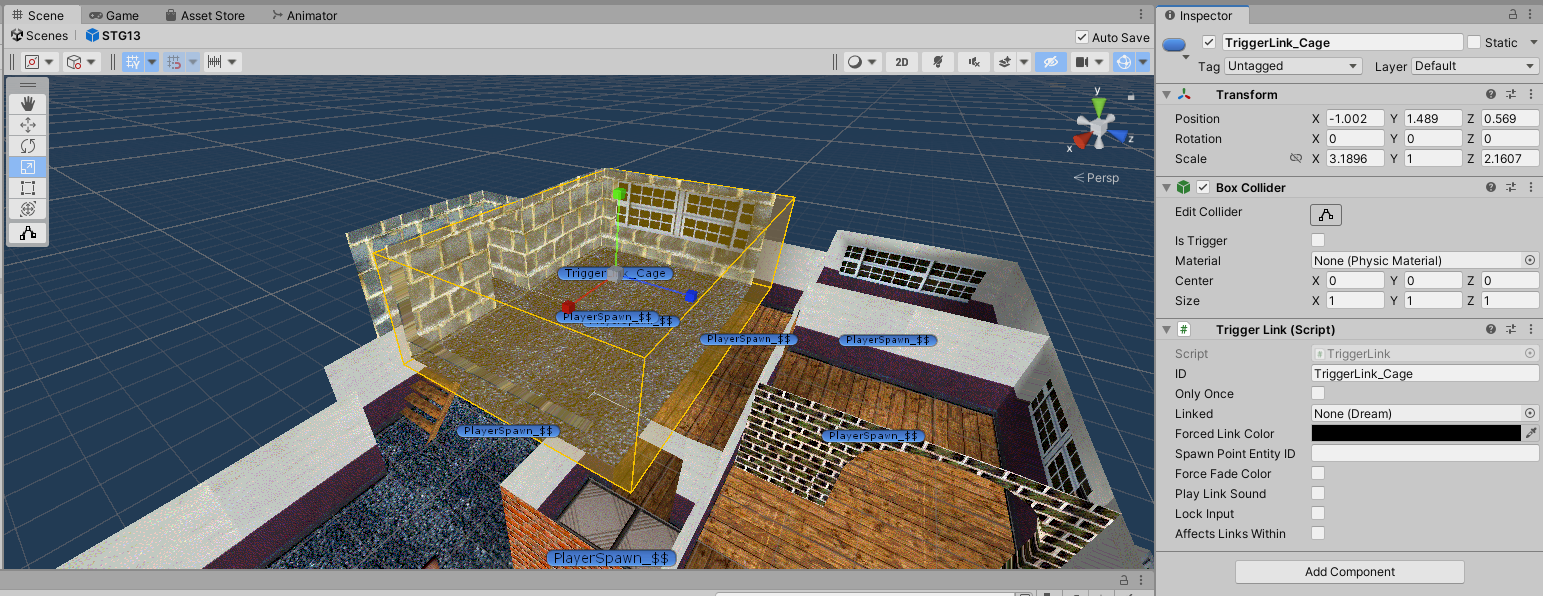 Scene Game Asset Store Animator
Scenes STG13
Auto Save
2D
y
x
z
Persp
Trigger k_Cage
PlayerSpawn_$$
PlayerSpawn_$$
PlayerSpawn_$$
PlayerSpawn_$$
PlayerSpawn_$$
PlayerSpawn_$$
Inspector
TriggerLink_Cage Static
Tag Untagged Layer Default
Transform
Position X -1.002 Y 1.489 Z 0.569
Rotation X 0 Y 0 Z 0
Scale X 3.1896 Y 1 Z 2.1607
Box Collider
Edit Collider
Is Trigger
Material None (Physic Material)
Center X 0 Y 0 Z 0
Size X 1 Y 1 Z 1
# Trigger Link (Script)
Script # TriggerLink
ID TriggerLink_Cage
Only Once
Linked None (Dream)
Forced Link Color
Spawn Point Entity ID
Force Fade Color
Play Link Sound
Lock Input
Affects Links Within
Add Component